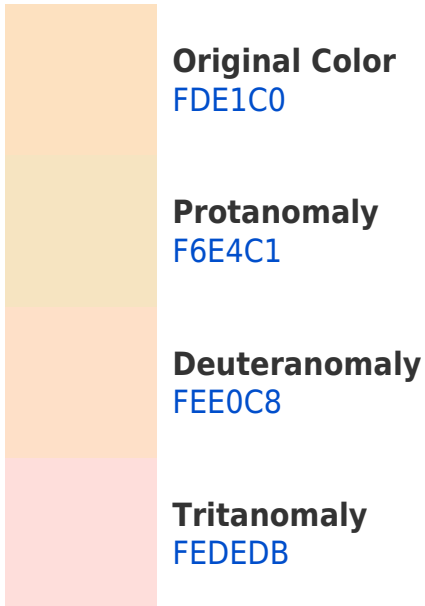 Original Color
FDE1C0
Protanomaly
F6E4C1
Deuteranomaly
FEE0C8
Tritanomaly
FEDEDB